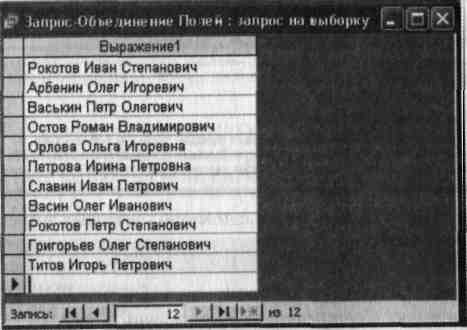 Запрос-Объединение Полей : запрос на выборку
Выражение1
Рокотов Иван Степанович
Арбенин Олег Игоревич
Васькин Петр Олегович
Остов Роман Владимирович
Орлова Ольга Игоревна
Петрова Ирина Петровна
Славин Иван Петрович
Васин Олег Иванович
Рокотов Петр Степанович
Григорьев Олег Степанович
Титов Игорь Петрович
Запись: 12 из 12